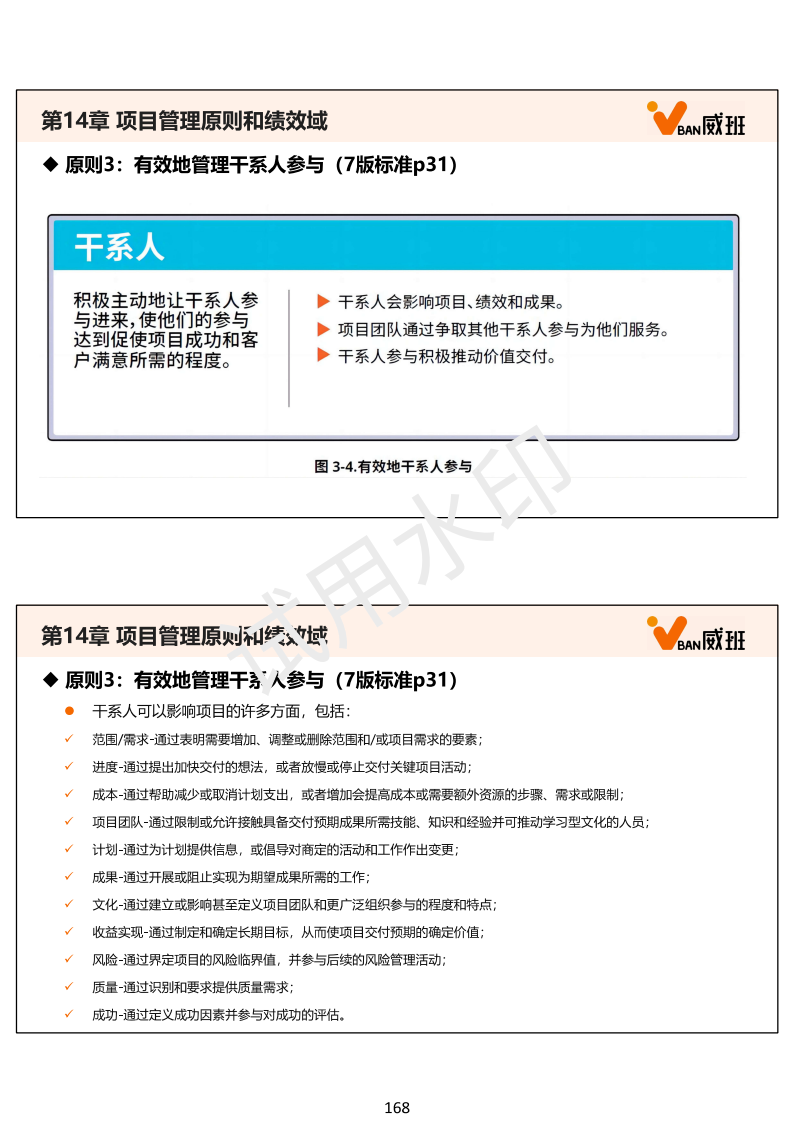 第14章 项目管理原则和绩效域
VBAN威班
◆ 原则3：有效地管理干系人参与（7版标准p31）
干系人
积极主动地让干系人参
与进来,使他们的参与
达到促使项目成功和客
户满意所需的程度。
▶ 干系人会影响项目、绩效和成果。
▶ 项目团队通过争取其他干系人参与为他们服务。
▶ 干系人参与积极推动价值交付。
图 3-4.有效地干系人参与
试用水印
第14章 项目管理原则和绩效域
VBAN威班
◆ 原则3：有效地管理干系人参与（7版标准p31）
● 干系人可以影响项目的许多方面，包括：
✓ 范围/需求-通过表明需要增加、调整或删除范围和/或项目需求的要素；
✓ 进度-通过提出加快交付的想法，或者放慢或停止交付关键项目活动；
✓ 成本-通过帮助减少或取消计划支出，或者增加会提高成本或需要额外资源的步骤、需求或限制；
✓ 项目团队-通过限制或允许接触具备交付预期成果所需技能、知识和经验并可推动学习型文化的人员；
✓ 计划-通过为计划提供信息，或倡导对商定的活动和工作作出变更；
✓ 成果-通过开展或阻止实现为期望成果所需的工作；
✓ 文化-通过建立或影响甚至定义项目团队和更广泛组织参与的程度和特点；
✓ 收益实现-通过制定和确定长期目标，从而使项目交付预期的确定价值；
✓ 风险-通过界定项目的风险临界值，并参与后续的风险管理活动；
✓ 质量-通过识别和要求提供质量需求；
✓ 成功-通过定义成功因素并参与对成功的评估。
168